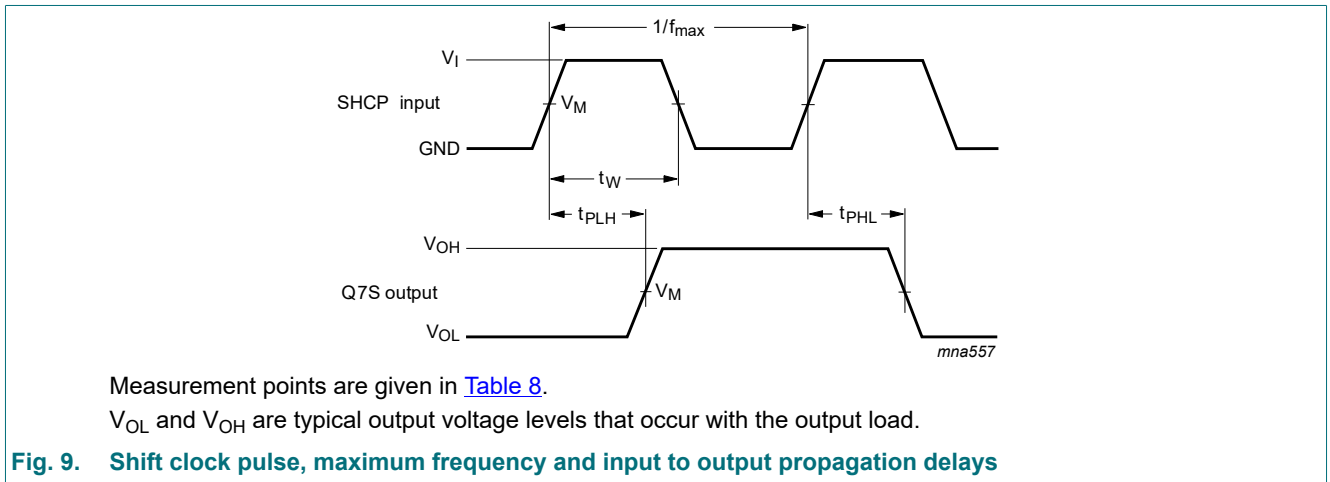 1/fmax
VI
SHCP input
VM
GND
tW
tPLH
tPHL
VOH
Q7S output
VM
VOL
mna557
Measurement points are given in Table 8.
VOL and VOH are typical output voltage levels that occur with the output load.
Fig. 9. Shift clock pulse, maximum frequency and input to output propagation delays